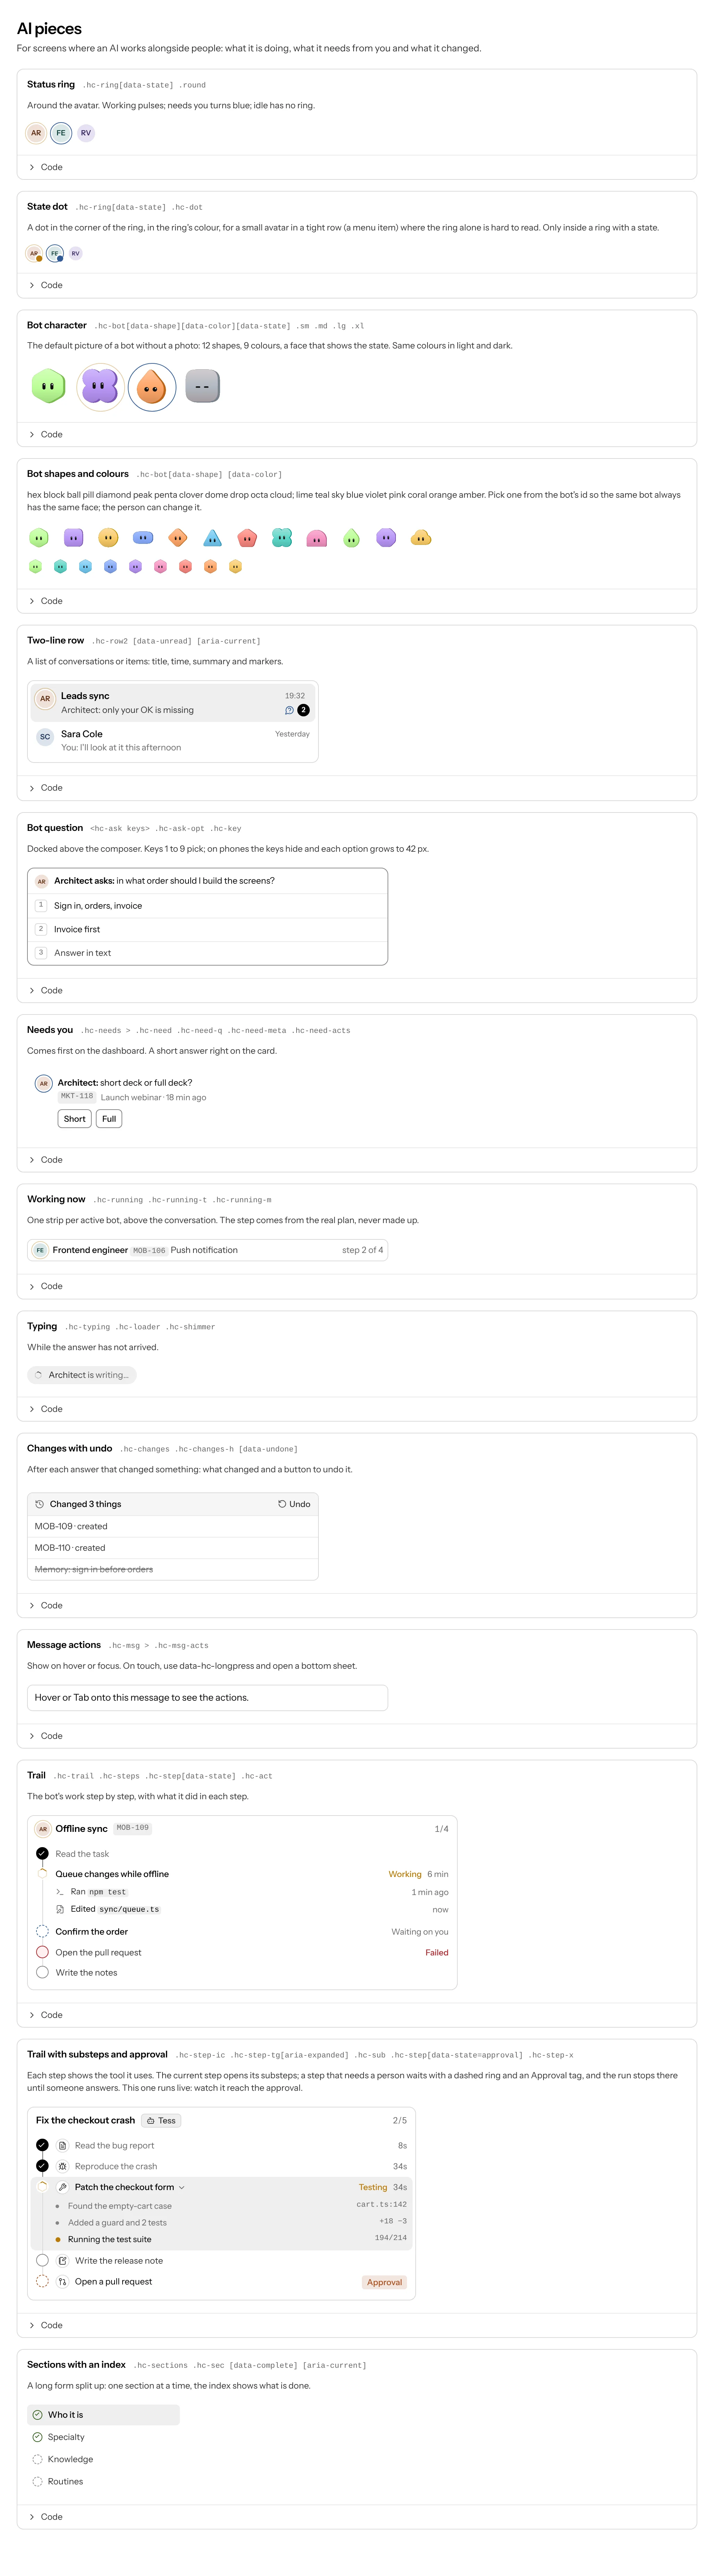 AI pieces
For screens where an AI works alongside people: what it is doing, what it needs from you and what it changed.
Status ring .hc-ring[data-state] .round
Around the avatar. Working pulses; needs you turns blue; idle has no ring.
AR FE RV
Code
State dot .hc-ring[data-state] .hc-dot
A dot in the corner of the ring, in the ring's colour, for a small avatar in a tight row (a menu item) where the ring alone is hard to read. Only inside a ring with a state.
AR FE RV
Code
Bot character .hc-bot[data-shape][data-color][data-state] .sm .md .lg .xl
The default picture of a bot without a photo: 12 shapes, 9 colours, a face that shows the state. Same colours in light and dark.
Code
Bot shapes and colours .hc-bot[data-shape] [data-color]
hex block ball pill diamond peak penta clover dome drop octa cloud; lime teal sky blue violet pink coral orange amber. Pick one from the bot's id so the same bot always
has the same face; the person can change it.
Code
Two-line row .hc-row2 [data-unread] [aria-current]
A list of conversations or items: title, time, summary and markers.
AR Leads sync 19:32
Architect: only your OK is missing 2
SC Sara Cole Yesterday
You: I'll look at it this afternoon
Code
Bot question <hc-ask keys> .hc-ask-opt .hc-key
Docked above the composer. Keys 1 to 9 pick; on phones the keys hide and each option grows to 42 px.
AR Architect asks: in what order should I build the screens?
1 Sign in, orders, invoice
2 Invoice first
3 Answer in text
Code
Needs you .hc-needs > .hc-need .hc-need-q .hc-need-meta .hc-need-acts
Comes first on the dashboard. A short answer right on the card.
AR Architect: short deck or full deck?
MKT-118 Launch webinar · 18 min ago
Short Full
Code
Working now .hc-running .hc-running-t .hc-running-m
One strip per active bot, above the conversation. The step comes from the real plan, never made up.
FE Frontend engineer MOB-106 Push notification step 2 of 4
Code
Typing .hc-typing .hc-loader .hc-shimmer
While the answer has not arrived.
Architect is writing…
Code
Changes with undo .hc-changes .hc-changes-h [data-undone]
After each answer that changed something: what changed and a button to undo it.
Changed 3 things Undo
MOB-109 · created
MOB-110 · created
Memory: sign in before orders
Code
Message actions .hc-msg > .hc-msg-acts
Show on hover or focus. On touch, use data-hc-longpress and open a bottom sheet.
Hover or Tab onto this message to see the actions.
Code
Trail .hc-trail .hc-steps .hc-step[data-state] .hc-act
The bot's work step by step, with what it did in each step.
AR Offline sync MOB-109 1/4
Read the task
Queue changes while offline Working 6 min
Ran npm test 1 min ago
Edited sync/queue.ts now
Confirm the order Waiting on you
Open the pull request Failed
Write the notes
Code
Trail with substeps and approval .hc-step-ic .hc-step-tg[aria-expanded] .hc-sub .hc-step[data-state=approval] .hc-step-x
Each step shows the tool it uses. The current step opens its substeps; a step that needs a person waits with a dashed ring and an Approval tag, and the run stops there
until someone answers. This one runs live: watch it reach the approval.
Fix the checkout crash Tess 2/5
Read the bug report 8s
Reproduce the crash 34s
Patch the checkout form Testing 34s
Found the empty-cart case cart.ts:142
Added a guard and 2 tests +18 −3
Running the test suite 194/214
Write the release note
Open a pull request Approval
Code
Sections with an index .hc-sections .hc-sec [data-complete] [aria-current]
A long form split up: one section at a time, the index shows what is done.
Who it is
Specialty
Knowledge
Routines
Code